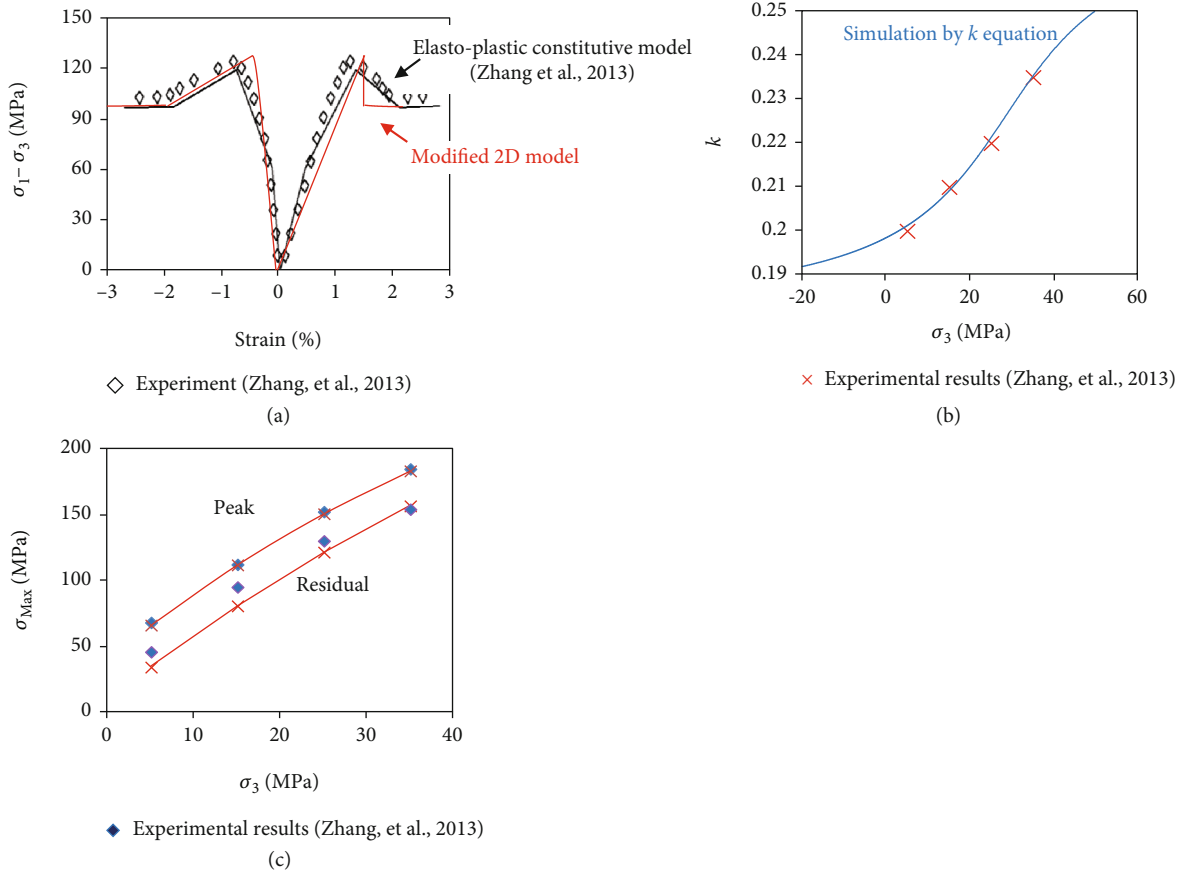 150
120
90
60
30
0
σ1– σ3 (MPa)
–3
–2
–1
0
1
2
3
Strain (%)
Elasto-plastic constitutive model
(Zhang et al., 2013)
Modified 2D model
◇ Experiment (Zhang, et al., 2013)
(a)
0.25
0.24
0.23
0.22
0.21
0.2
0.19
k
Simulation by k equation
-20
0
20
40
60
σ3 (MPa)
× Experimental results (Zhang, et al., 2013)
(b)
200
150
100
50
0
σMax (MPa)
Peak
Residual
0
10
20
30
40
σ3 (MPa)
◆ Experimental results (Zhang, et al., 2013)
(c)